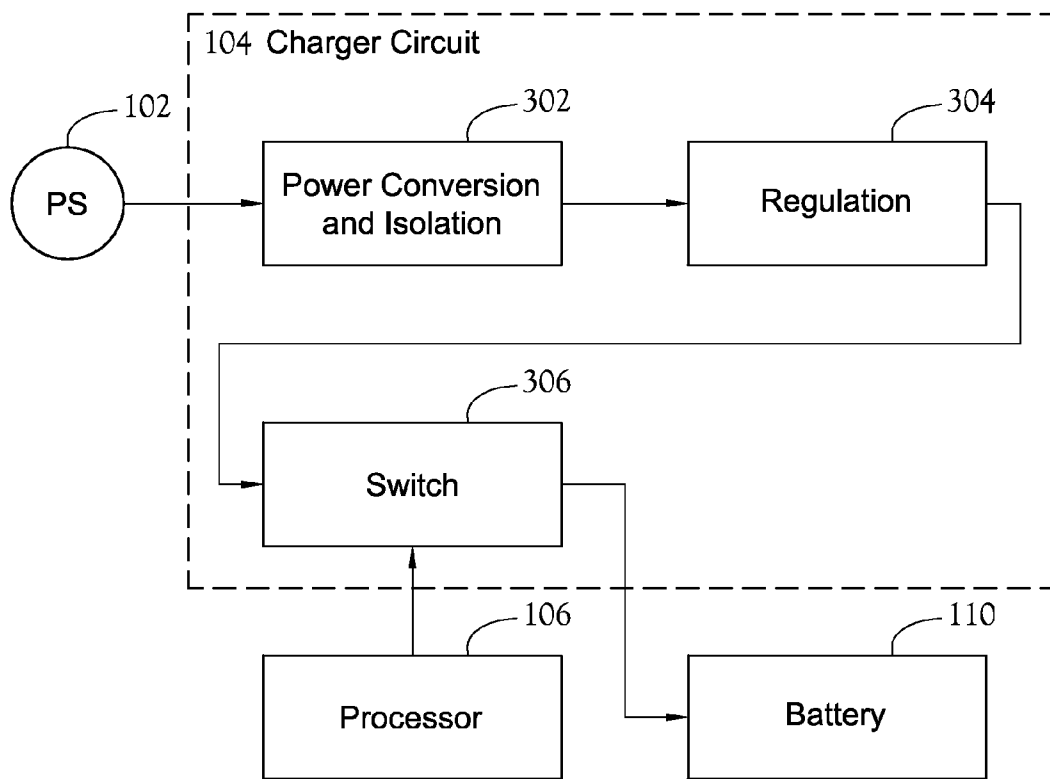 104 Charger Circuit
102
302
304
PS
Power Conversion
and Isolation
Regulation
306
Switch
106
110
Processor
Battery